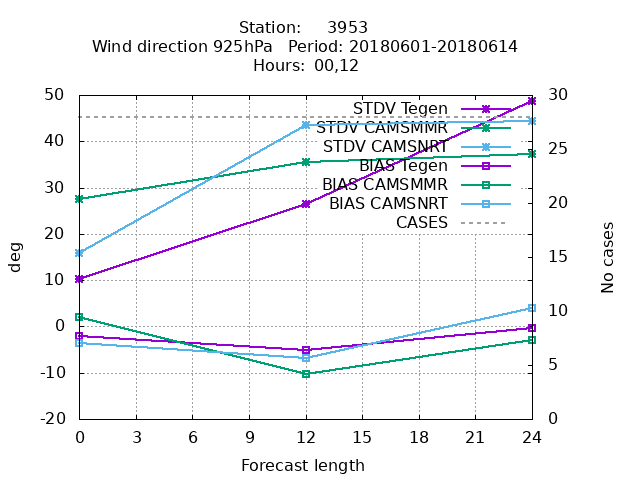 Station:     3953
Wind direction 925hPa   Period: 20180601-20180614
Hours: 00,12
50
40
30
20
10
0
-10
-20
deg
30
25
20
15
10
5
0
No cases
STDV Tegen
STDV CAMSMMR
STDV CAMSNRT
BIAS Tegen
BIAS CAMSMMR
BIAS CAMSNRT
CASES
0 3 6 9 12 15 18 21 24
Forecast length